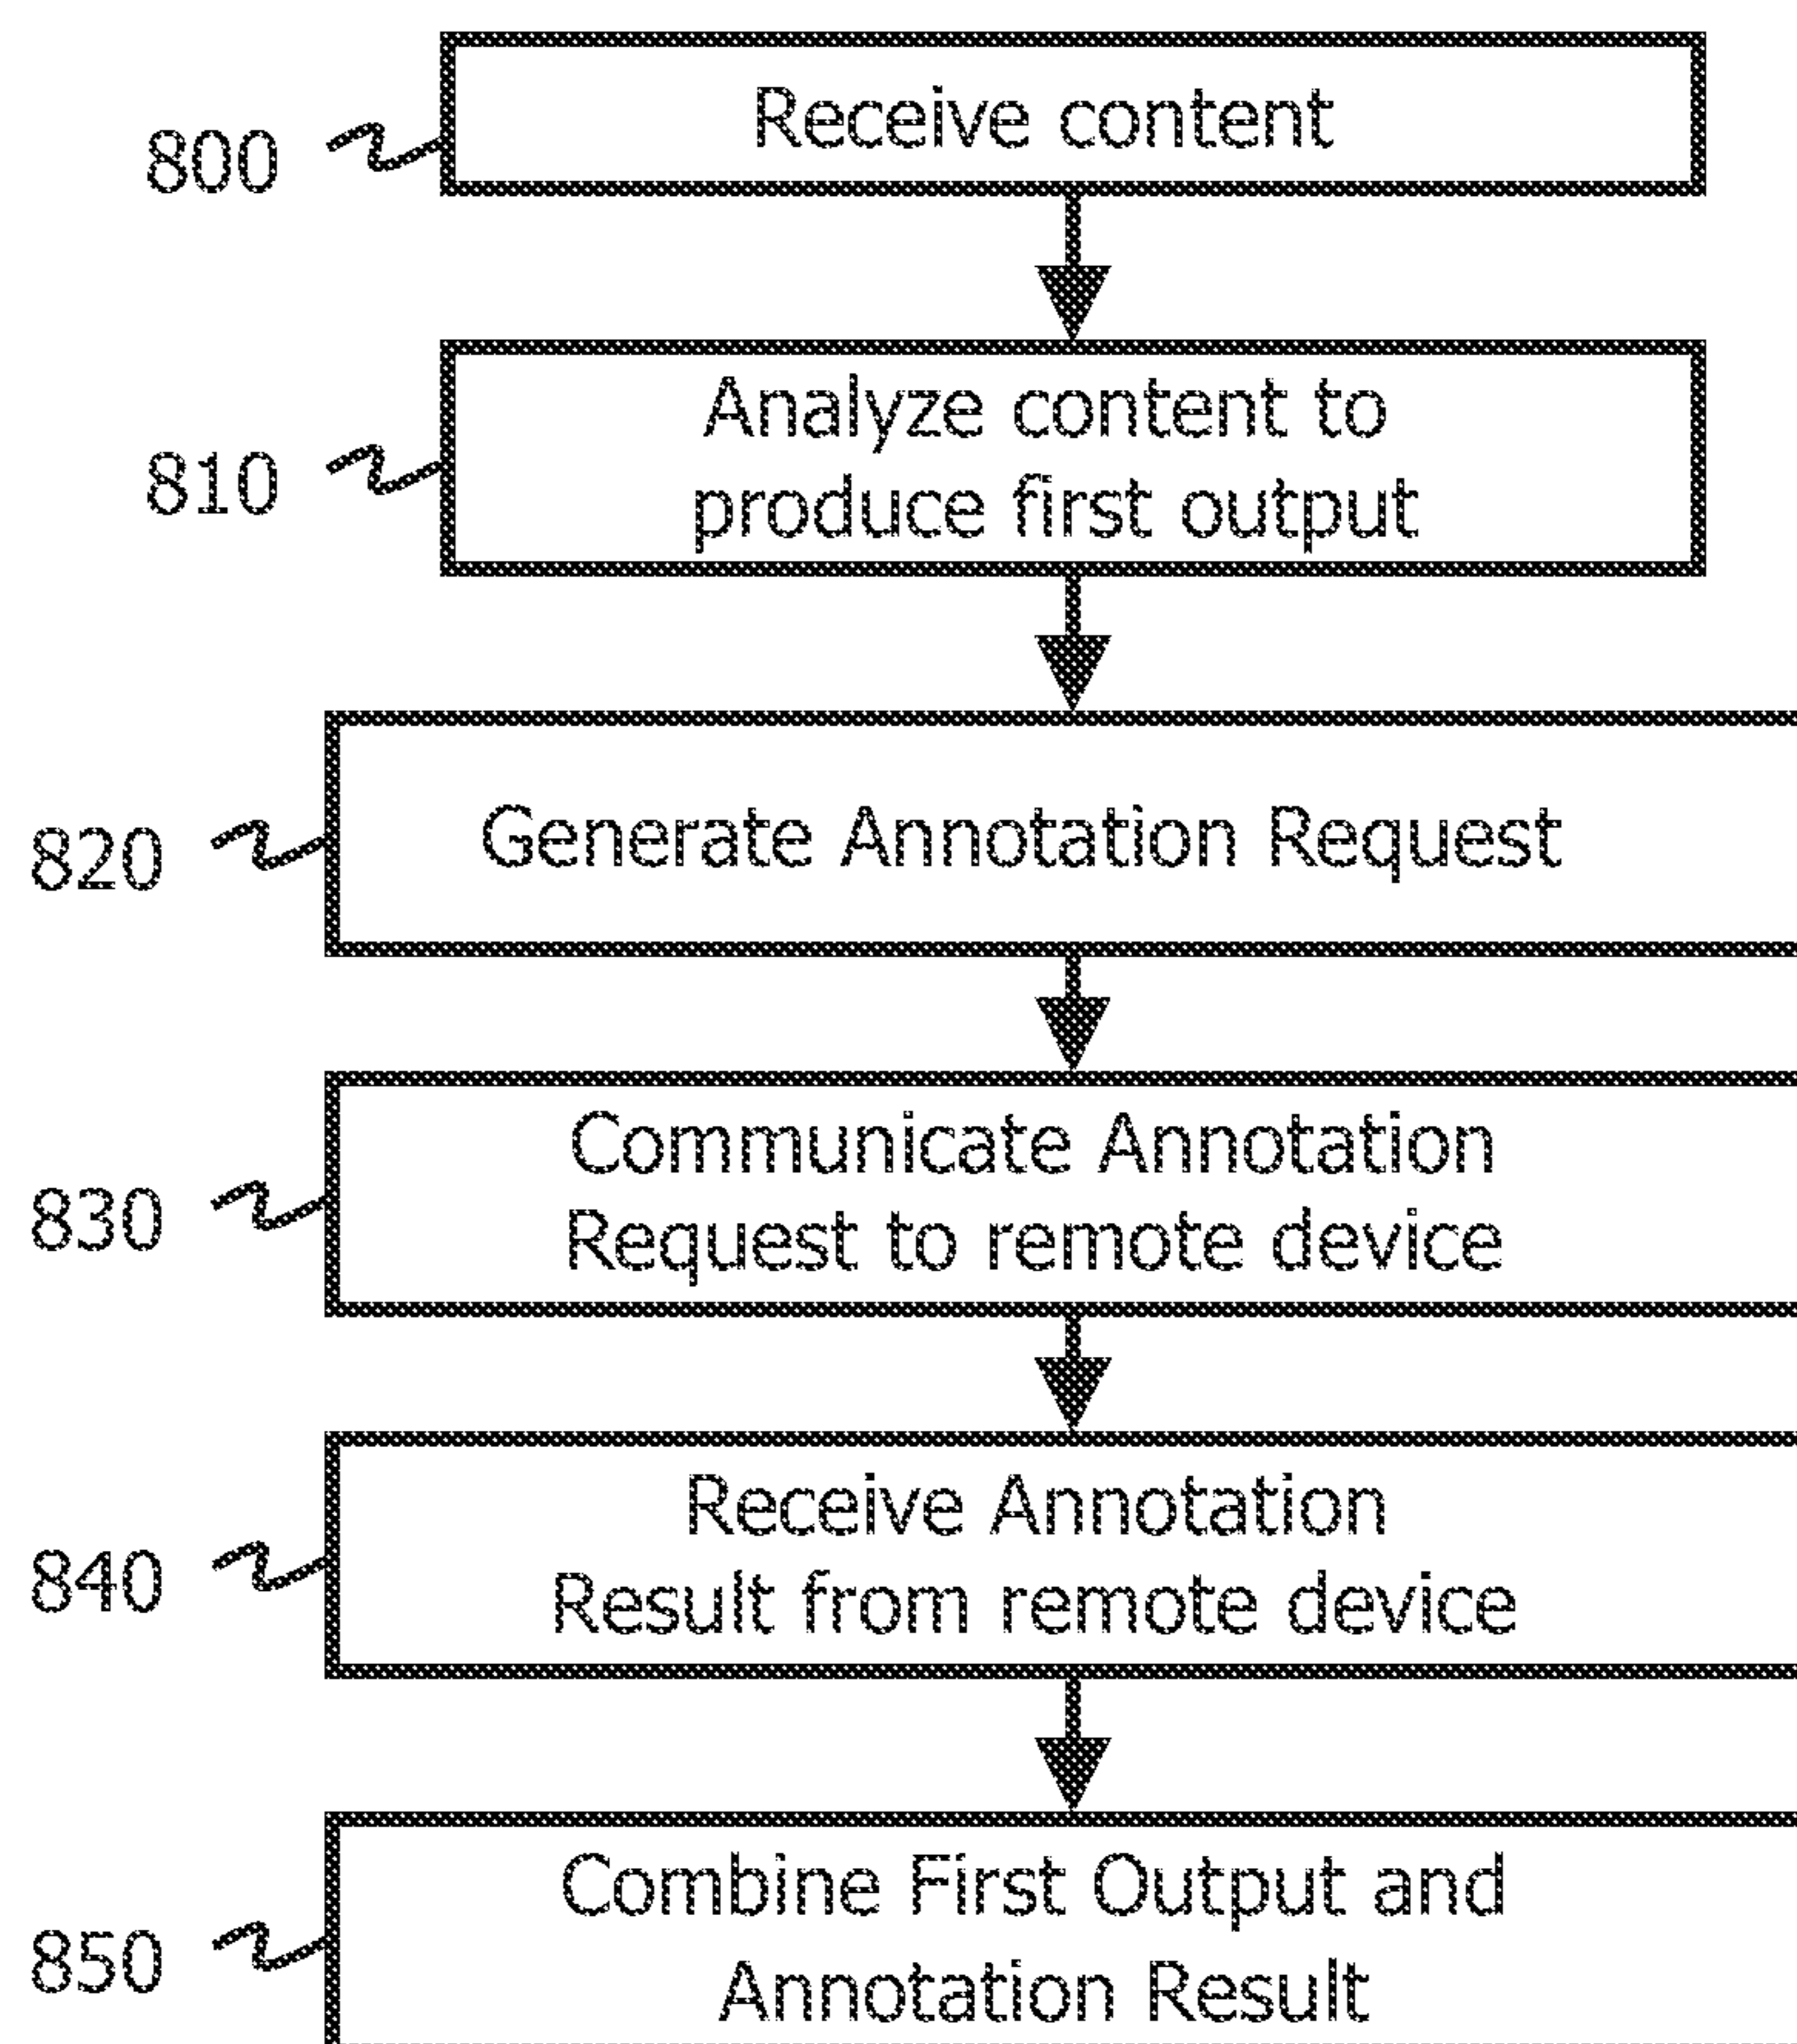 800
Receive content
810
Analyze content to
produce first output
820
Generate Annotation Request
830
Communicate Annotation
Request to remote device
840
Receive Annotation
Result from remote device
850
Combine First Output and
Annotation Result